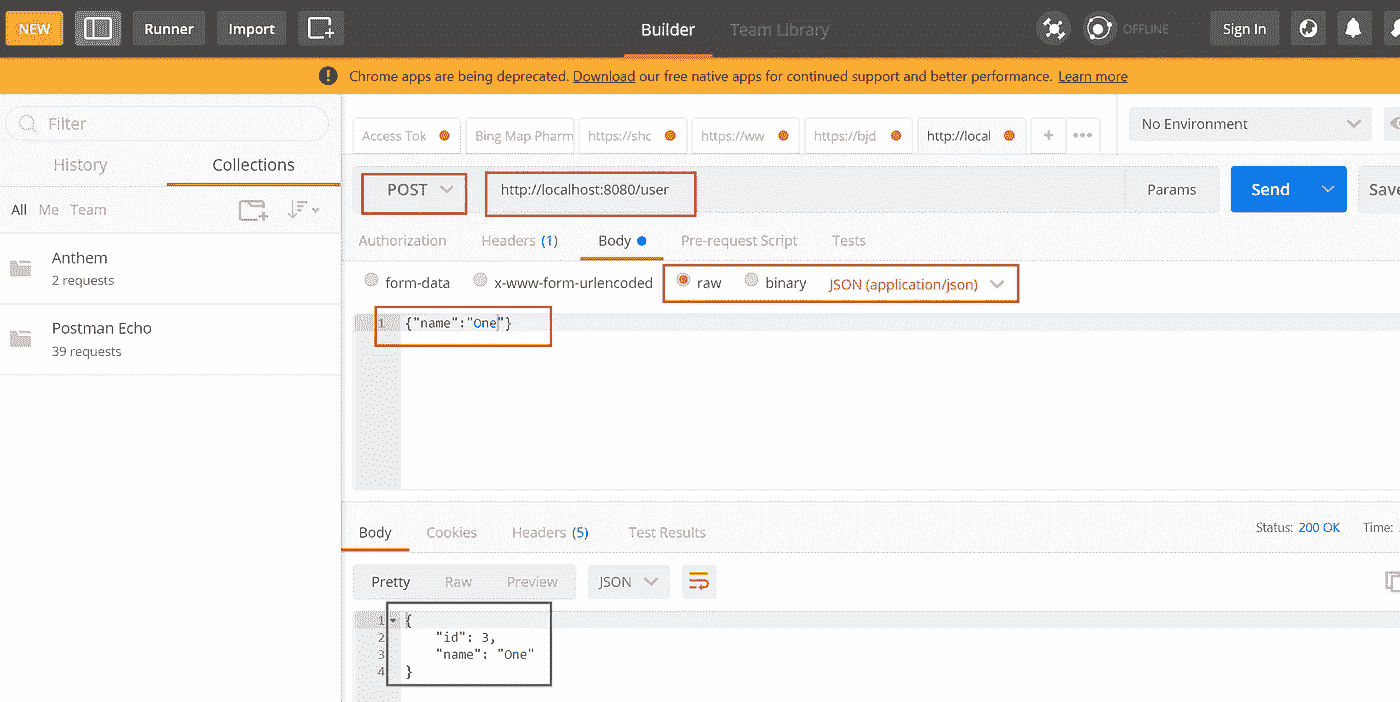 NEW Runner Import Builder Team Library OFFLINE Sign In
Chrome apps are being deprecated. Download our free native apps for continued support and better performance. Learn more
Filter
History Collections
All Me Team
Anthem
2 requests
Postman Echo
39 requests
Access Tok Bing Map Pharm https://shc https://ww https://bjd. http://local + ••• No Environment
POST http://localhost:8080/user Params Send Save
Authorization Headers (1) Body Pre-request Script Tests
form-data x-www-form-urlencoded raw binary JSON (application/json)
1 {"name":"One"}
Body Cookies Headers (5) Test Results Status: 200 OK Time:
Pretty Raw Preview JSON
1 {
2 "id": 3,
3 "name": "One"
4 }